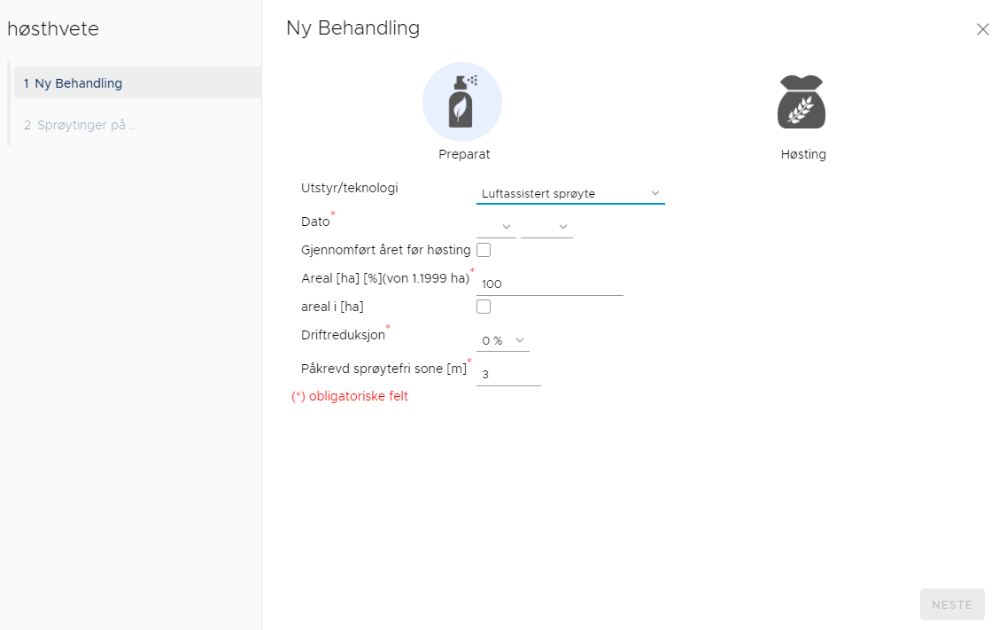 høsthvete
1 Ny Behandling
2 Sprøytinger på ..
Ny Behandling
Preparat
Høsting
Utstyr/teknologi
Luftassistert sprøyte
Dato*
Gjennomført året før høsting
Areal [ha] [%](von 1.1999 ha)*
100
areal i [ha]
Driftreduksjon*
0 %
Påkrevd sprøytefri sone [m]*
3
(*) obligatoriske felt
NESTE